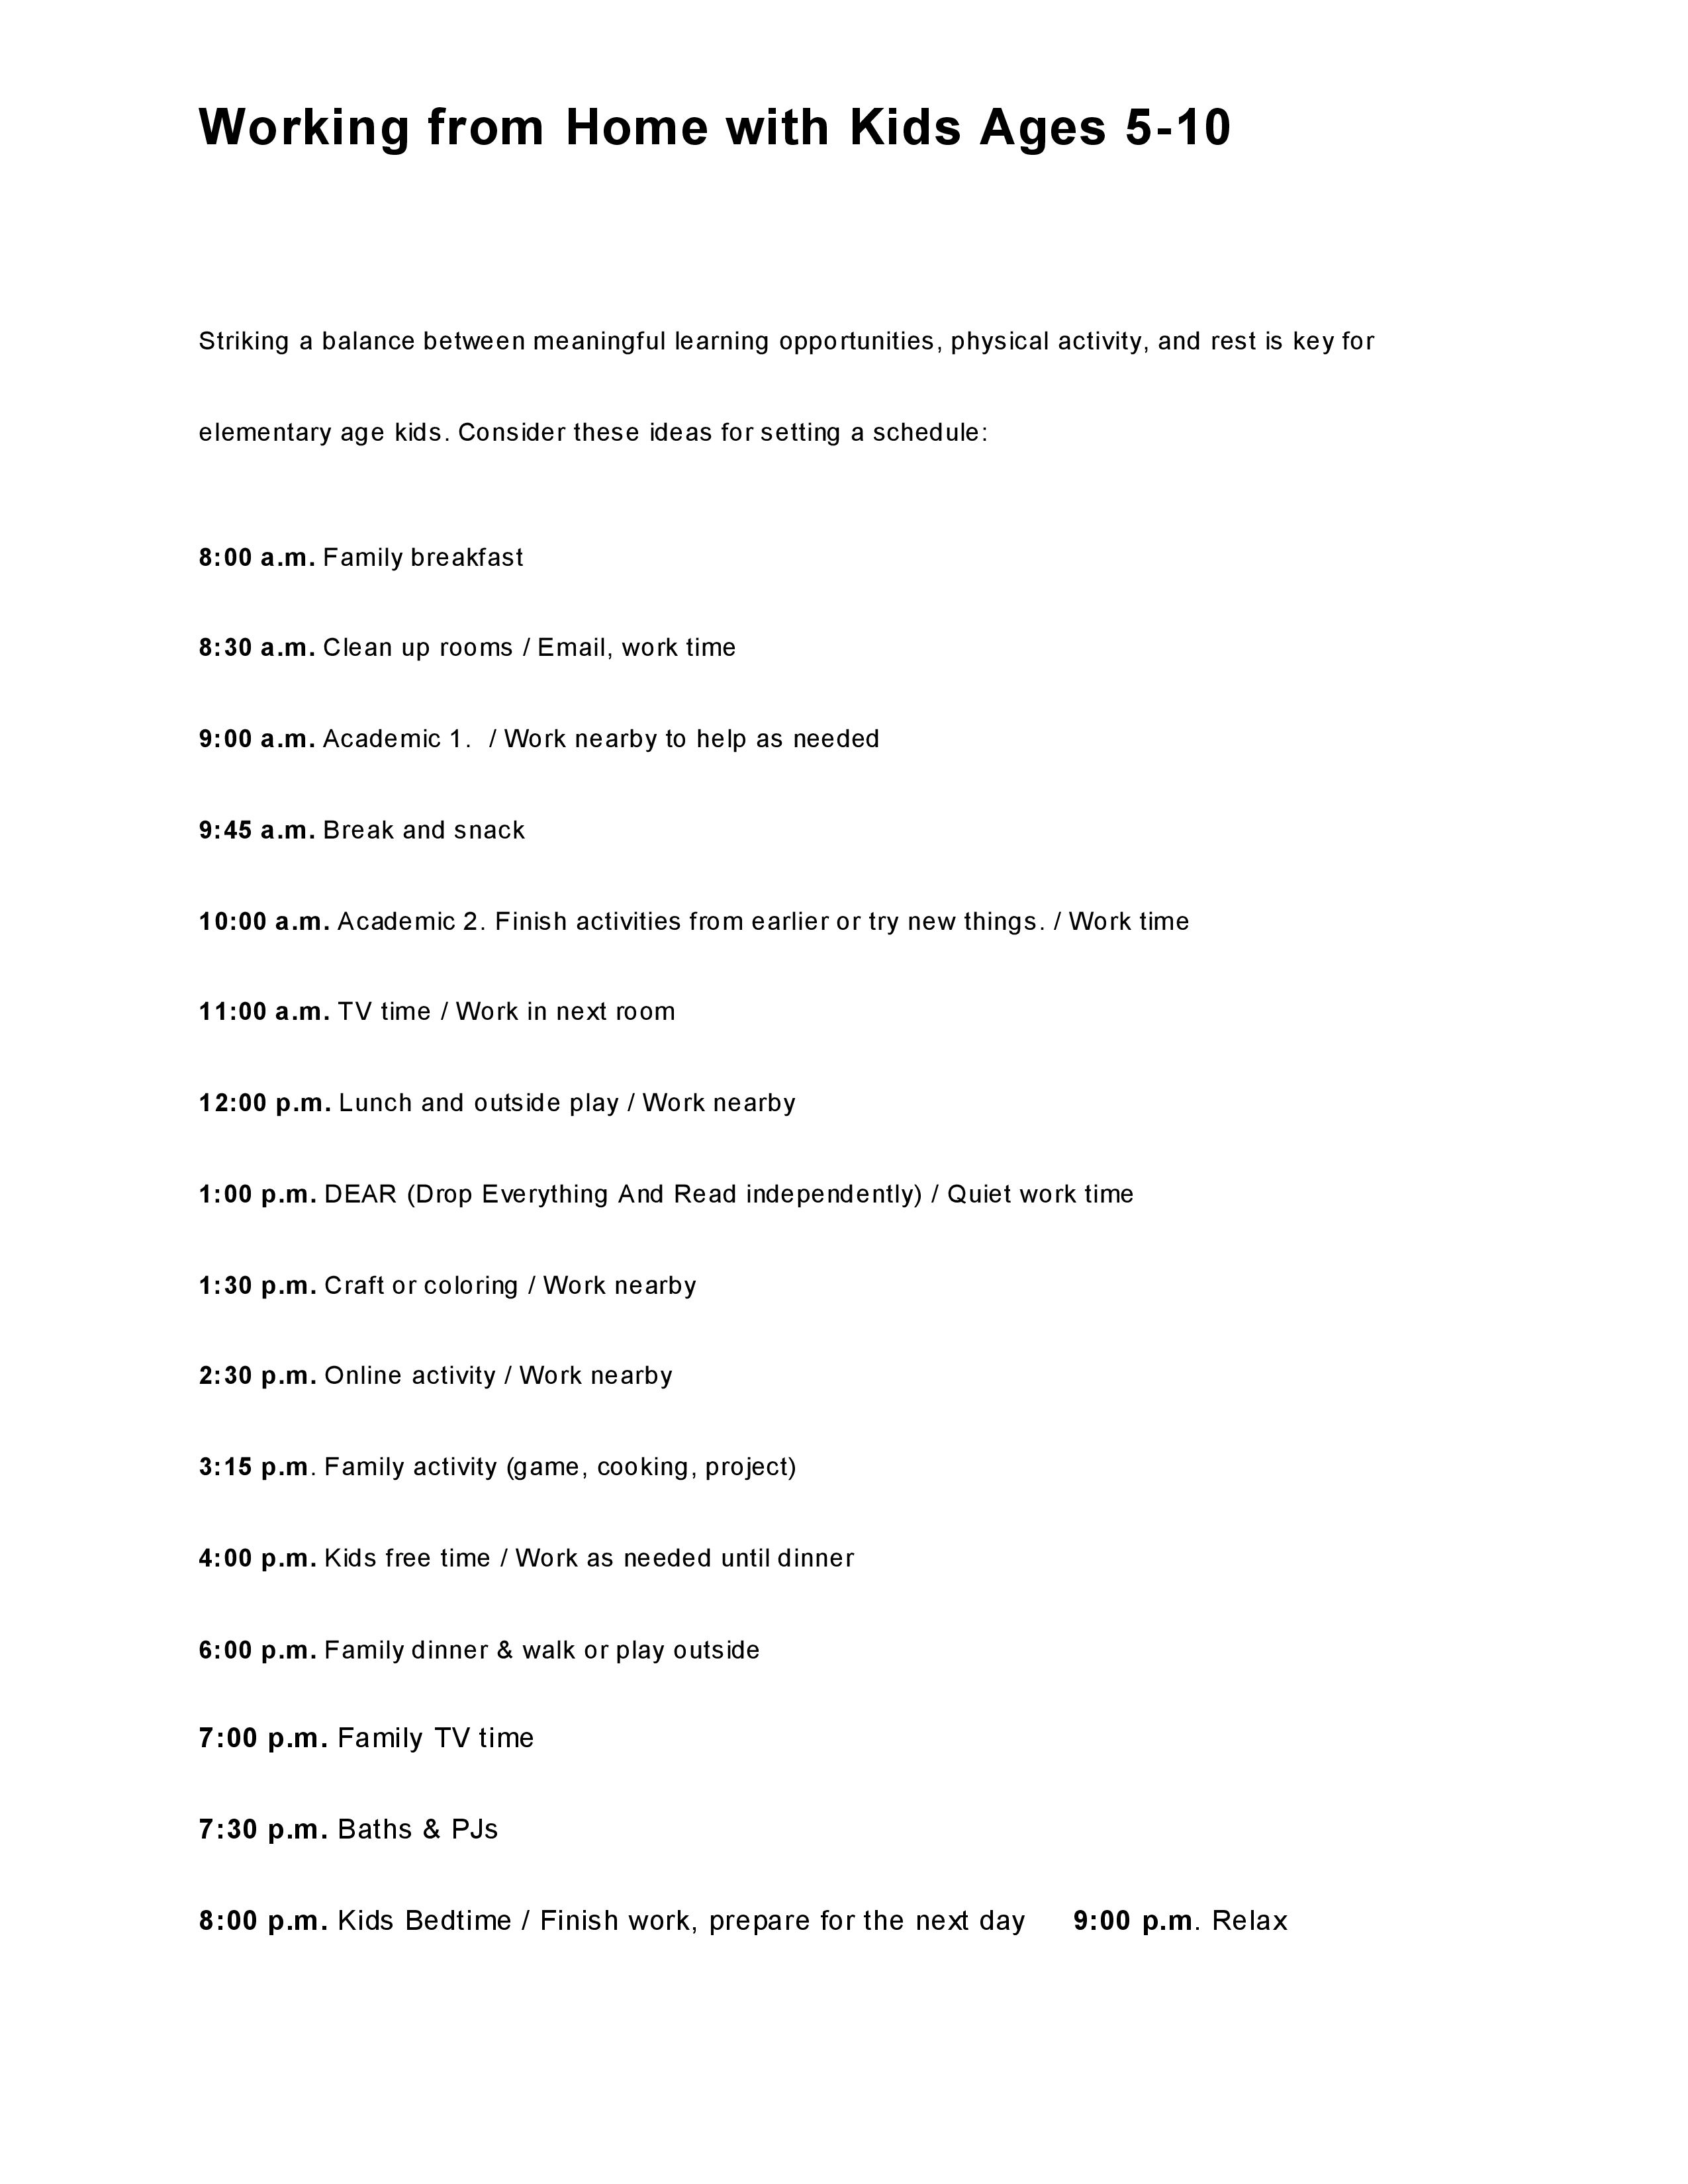 Working from Home with Kids Ages 5-10
Striking a balance between meaningful learning opportunities, physical activity, and rest is key for
elementary age kids. Consider these ideas for setting a schedule:
8:00 a.m. Family breakfast
8:30 a.m. Clean up rooms / Email, work time
9:00 a.m. Academic 1.  / Work nearby to help as needed
9:45 a.m. Break and snack
10:00 a.m. Academic 2. Finish activities from earlier or try new things. / Work time
11:00 a.m. TV time / Work in next room
12:00 p.m. Lunch and outside play / Work nearby
1:00 p.m. DEAR (Drop Everything And Read independently) / Quiet work time
1:30 p.m. Craft or coloring / Work nearby
2:30 p.m. Online activity / Work nearby
3:15 p.m. Family activity (game, cooking, project)
4:00 p.m. Kids free time / Work as needed until dinner
6:00 p.m. Family dinner & walk or play outside
7:00 p.m. Family TV time
7:30 p.m. Baths & PJs
8:00 p.m. Kids Bedtime / Finish work, prepare for the next day     9:00 p.m. Relax